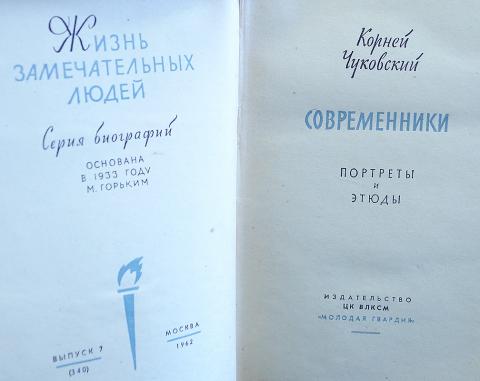 Жизнь
ЗАМЕЧАТЕЛЬНЫХ
ЛЮДЕЙ
Серия биографий
ОСНОВАНА
В 1933 ГОДУ
М. ГОРЬКИМ
ВЫПУСК 7
(340)
МОСКВА
1962
Корней
Чуковский
СОВРЕМЕННИКИ
ПОРТРЕТЫ
и
ЭТЮДЫ
ИЗДАТЕЛЬСТВО
ЦК ВЛКСМ
«МОЛОДАЯ ГВАРДИЯ»